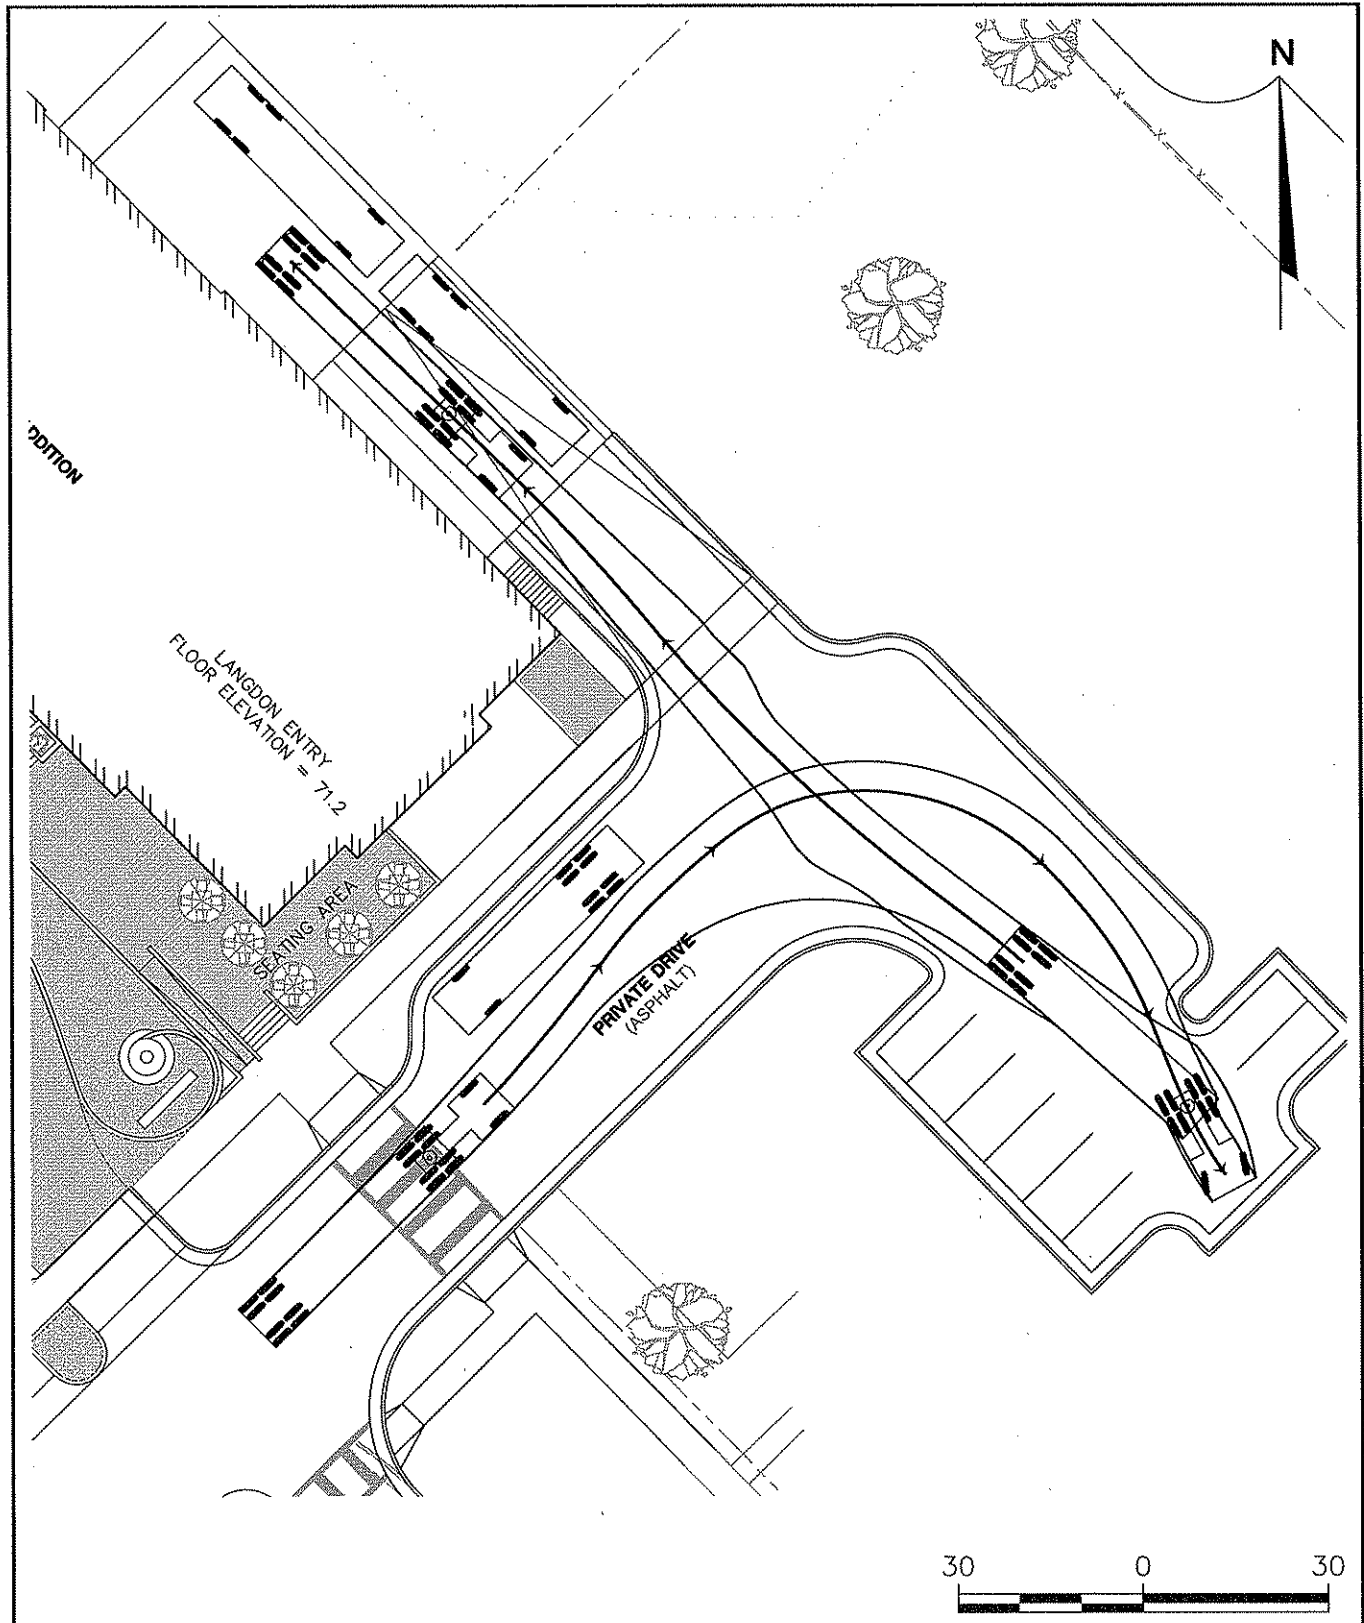 N
DDITION
LANGDON ENTRY
FLOOR ELEVATION = 71.2
SEATING AREA
PRIVATE DRIVE
(ASPHALT)
30 0 30